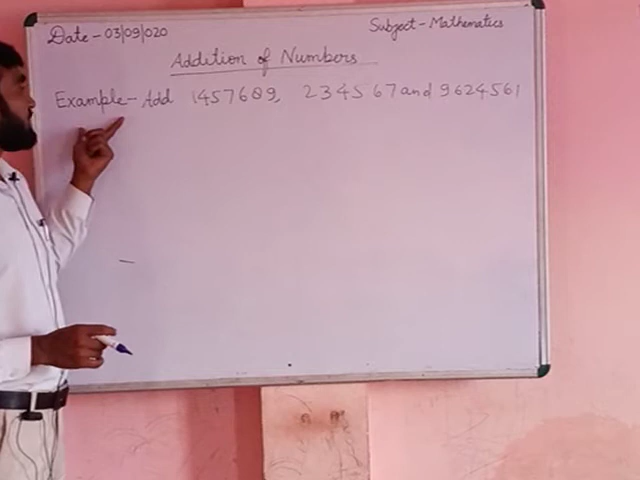 Date - 03/09/020
Subject - Mathematics
Addition of Numbers
Example - Add 1457689, 234567 and 9624561